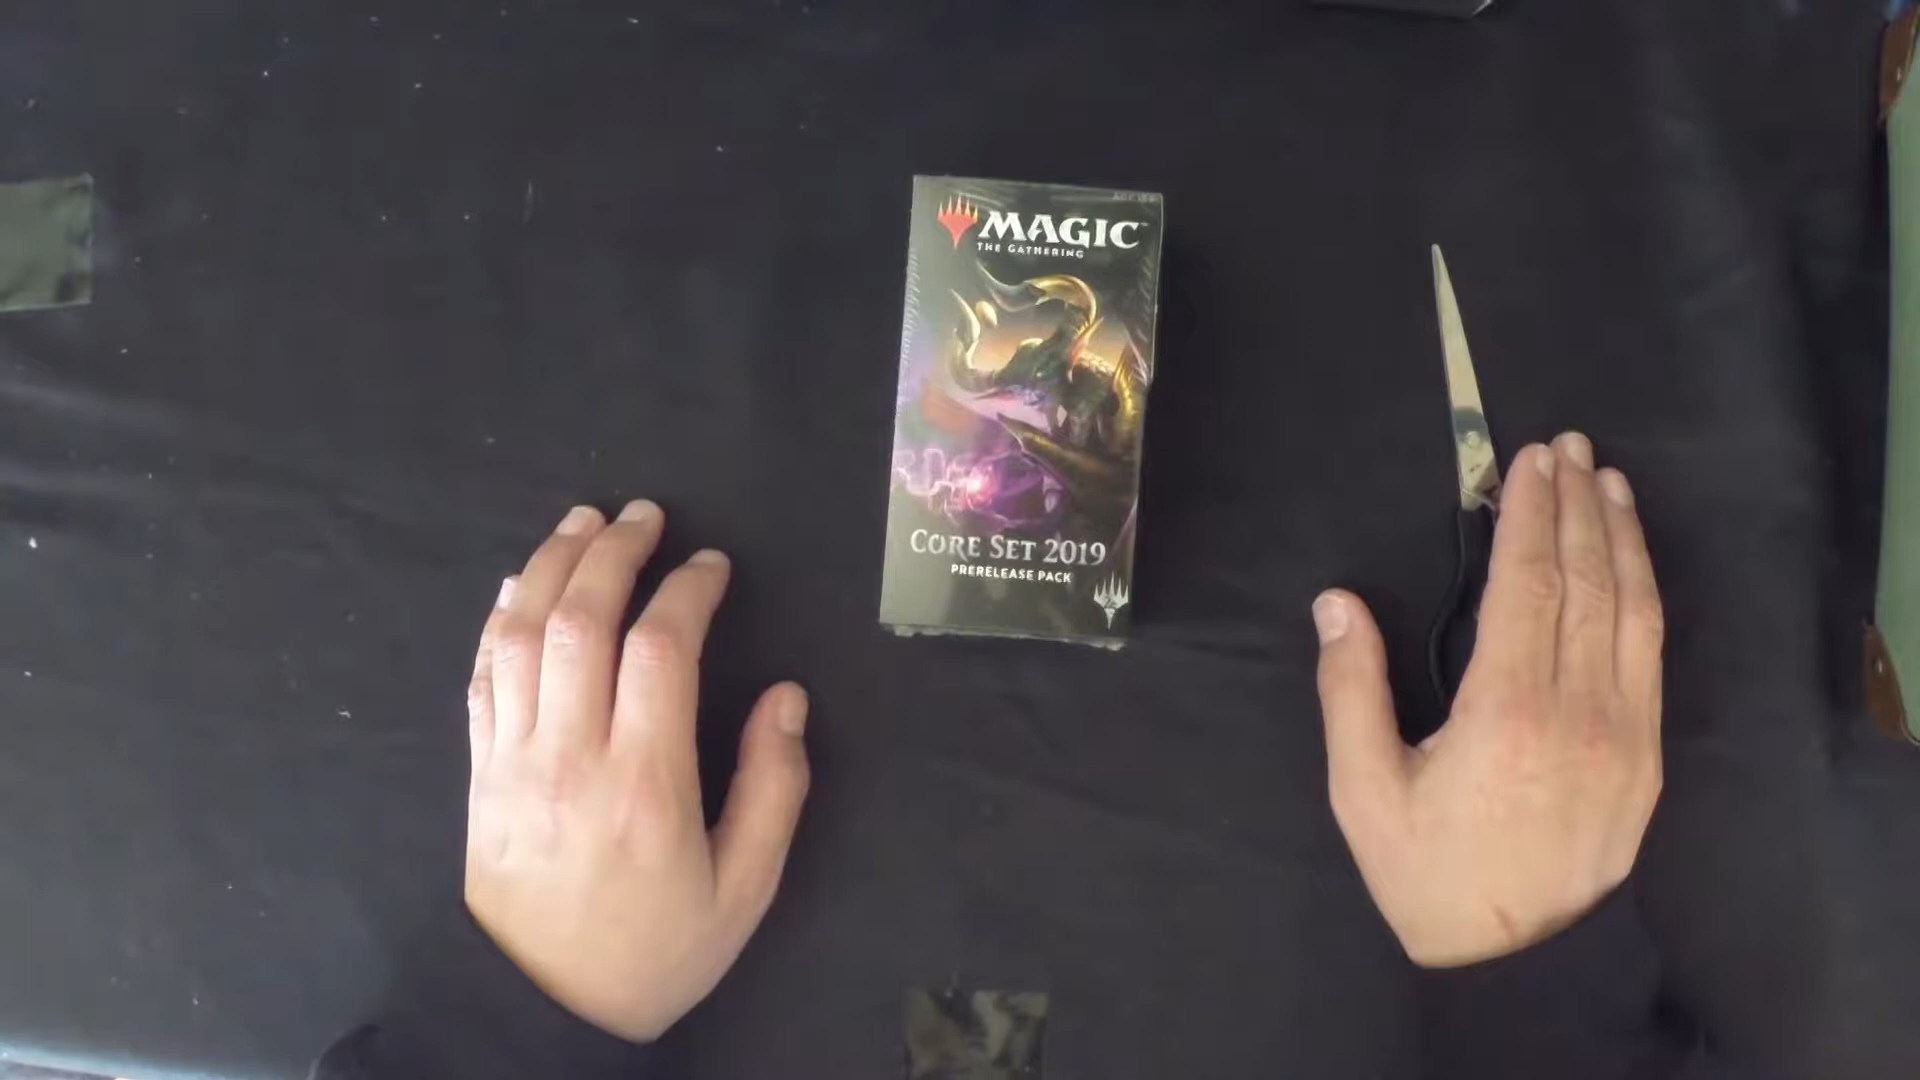 MAGIC
THE GATHERING
CORE SET 2019
PRERELEASE PACK